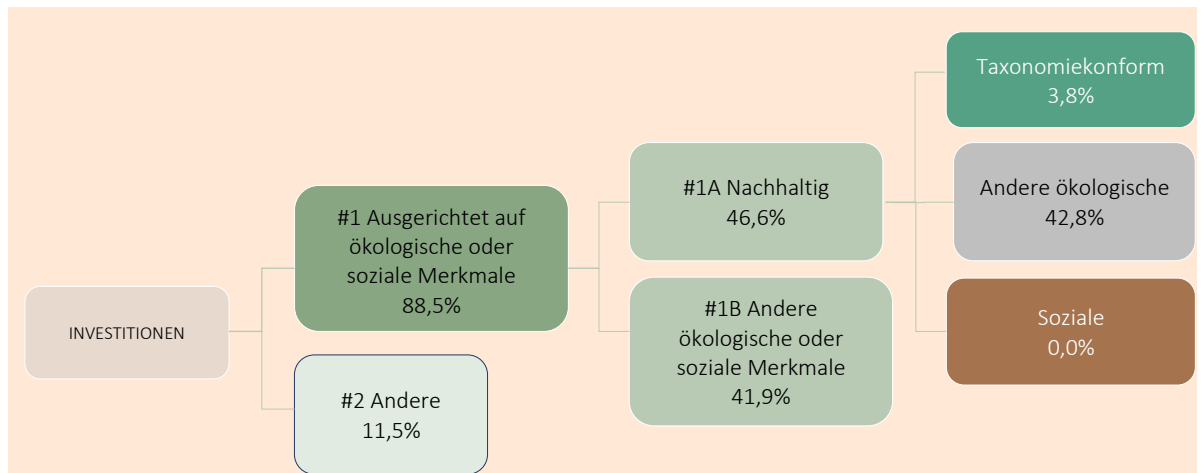 INVESTITIONEN
#1 Ausgerichtet auf
ökologische oder
soziale Merkmale
88,5%
#2 Andere
11,5%
#1A Nachhaltig
46,6%
#1B Andere
ökologische oder
soziale Merkmale
41,9%
Taxonomiekonform
3,8%
Andere ökologische
42,8%
Soziale
0,0%